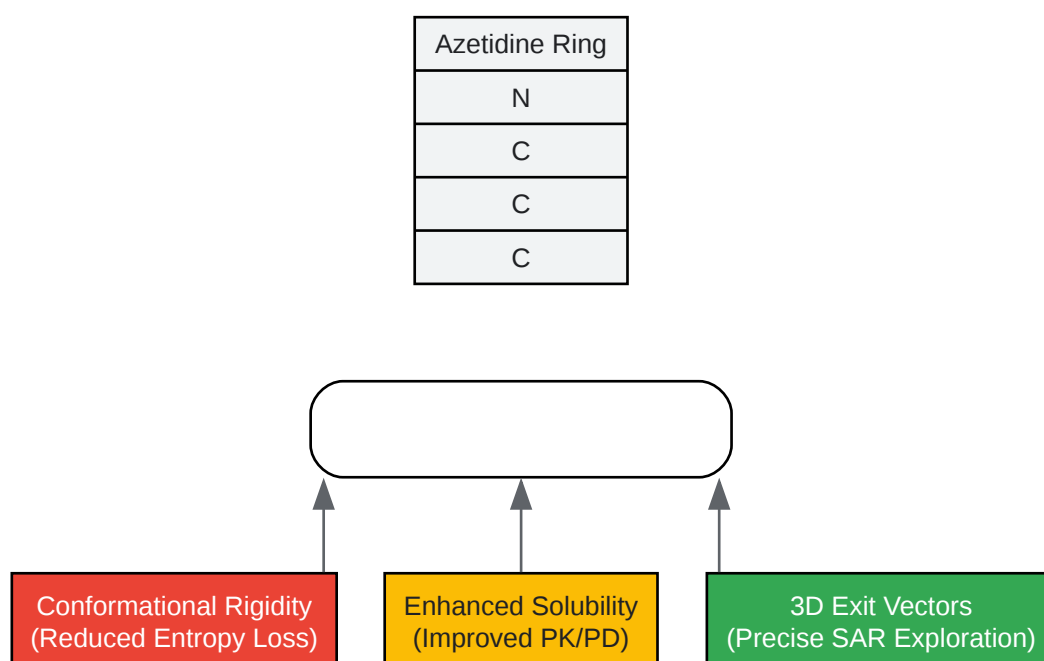 Azetidine Ring
N
C
C
C
Conformational Rigidity
(Reduced Entropy Loss)
Enhanced Solubility
(Improved PK/PD)
3D Exit Vectors
(Precise SAR Exploration)